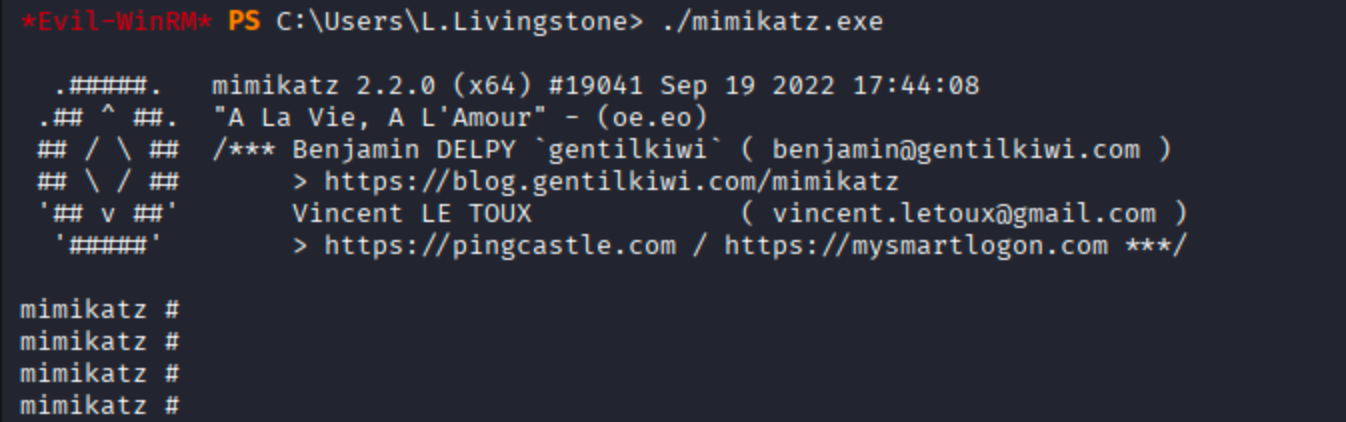 *Evil-WinRM* PS C:\Users\L.Livingstone> ./mimikatz.exe
  .#####.   mimikatz 2.2.0 (x64) #19041 Sep 19 2022 17:44:08
 .## ^ ##.  "A La Vie, A L'Amour" - (oe.eo)
 ## / \ ##  /*** Benjamin DELPY `gentilkiwi` ( benjamin@gentilkiwi.com )
 ## \ / ##       > https://blog.gentilkiwi.com/mimikatz
 '## v ##'       Vincent LE TOUX             ( vincent.letoux@gmail.com )
  '#####'        > https://pingcastle.com / https://mysmartlogon.com ***/
mimikatz #
mimikatz #
mimikatz #
mimikatz #